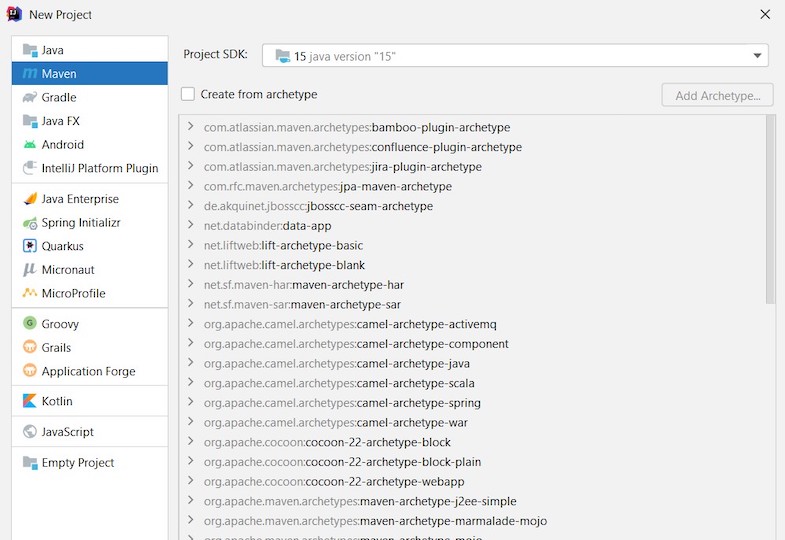 New Project
Java
Maven
Gradle
Java FX
Android
IntelliJ Platform Plugin
Java Enterprise
Spring Initializr
Quarkus
Micronaut
MicroProfile
Groovy
Grails
Application Forge
Kotlin
JavaScript
Empty Project
Project SDK: 15 java version "15"
Create from archetype Add Archetype...
com.atlassian.maven.archetypes:bamboo-plugin-archetype
com.atlassian.maven.archetypes:confluence-plugin-archetype
com.atlassian.maven.archetypes:jira-plugin-archetype
com.rfc.maven.archetypes:jpa-maven-archetype
de.akquinet.jbosscc:jbosscc-seam-archetype
net.databinder:data-app
net.liftweb:lift-archetype-basic
net.liftweb:lift-archetype-blank
net.sf.maven-har:maven-archetype-har
net.sf.maven-sar:maven-archetype-sar
org.apache.camel.archetypes:camel-archetype-activemq
org.apache.camel.archetypes:camel-archetype-component
org.apache.camel.archetypes:camel-archetype-java
org.apache.camel.archetypes:camel-archetype-scala
org.apache.camel.archetypes:camel-archetype-spring
org.apache.camel.archetypes:camel-archetype-war
org.apache.cocoon:cocoon-22-archetype-block
org.apache.cocoon:cocoon-22-archetype-block-plain
org.apache.cocoon:cocoon-22-archetype-webapp
org.apache.maven.archetypes:maven-archetype-j2ee-simple
org.apache.maven.archetypes:maven-archetype-marmalade-mojo
org.apache.maven.archetypes:maven-archetype-mojo